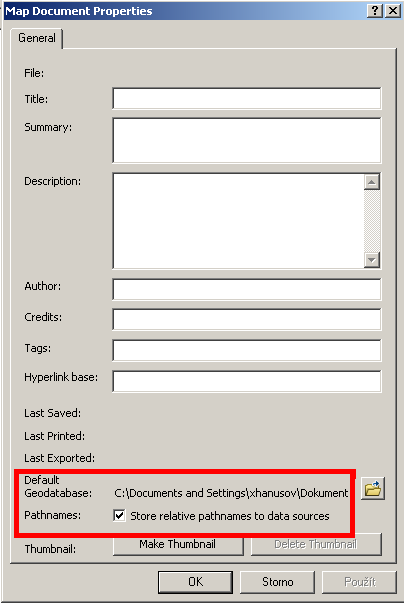 Map Document Properties
General
File:
Title:
Summary:
Description:
Author:
Credits:
Tags:
Hyperlink base:
Last Saved:
Last Printed:
Last Exported:
Default
Geodatabase: C:\Documents and Settings\xhanusov\Dokument
Pathnames: Store relative pathnames to data sources
Thumbnail: Make Thumbnail Delete Thumbnail
OK Storno Použít